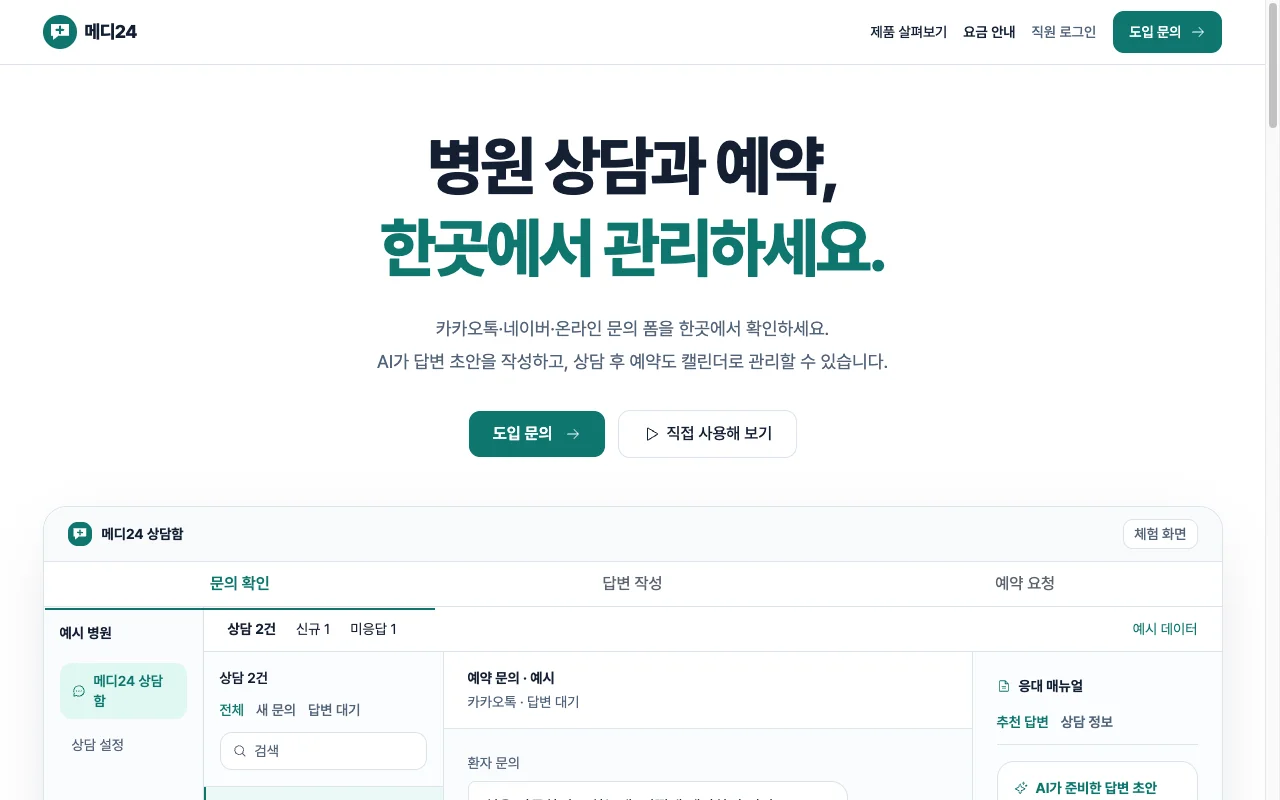 메디24
제품 살펴보기
요금 안내
직원 로그인
도입 문의
병원 상담과 예약,
한곳에서 관리하세요.
카카오톡·네이버·온라인 문의 폼을 한곳에서 확인하세요.
AI가 답변 초안을 작성하고, 상담 후 예약도 캘린더로 관리할 수 있습니다.
도입 문의
직접 사용해 보기
메디24 상담함
체험 화면
문의 확인
답변 작성
예약 요청
예시 병원
상담 2건
신규 1
미응답 1
예시 데이터
메디24 상담
함
상담 설정
상담 2건
전체
새 문의
답변 대기
검색
예약 문의 · 예시
카카오톡 · 답변 대기
환자 문의
응대 매뉴얼
추천 답변
상담 정보
AI가 준비한 답변 초안